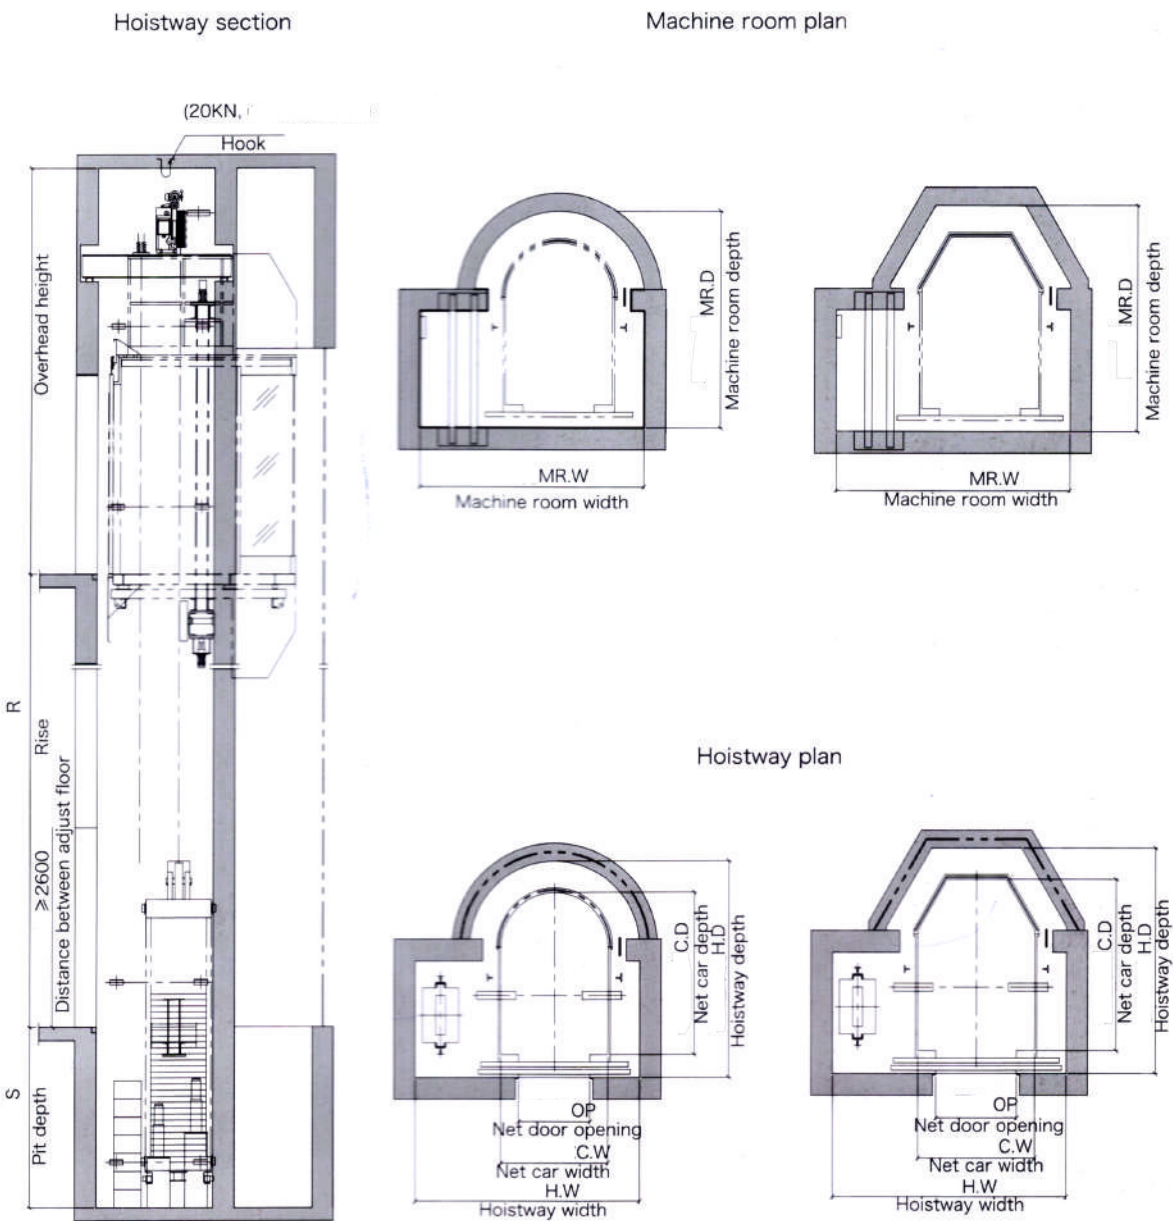 Hoistway section
Machine room plan
(20KN,
Hook
Overhead height
R
Rise
≥2600
Distance between adjust floor
S
Pit depth
MR.D
Machine room depth
MR.W
Machine room width
MR.D
Machine room depth
MR.W
Machine room width
Hoistway plan
C.D
Net car depth
H.D
Hoistway depth
OP
Net door opening
C.W
Net car width
H.W
Hoistway width
C.D
Net car depth
H.D
Hoistway depth
OP
Net door opening
C.W
Net car width
H.W
Hoistway width